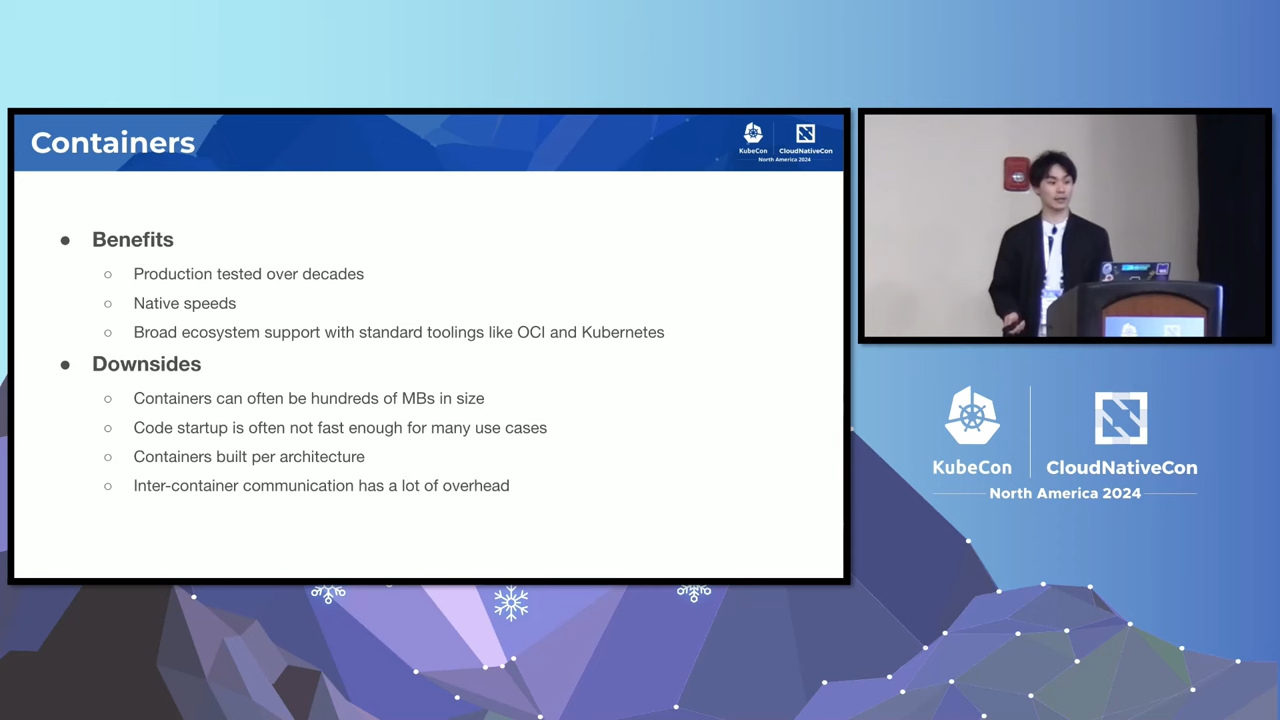 Containers
KubeCon
CloudNativeCon
North America 2024
Benefits
Production tested over decades
Native speeds
Broad ecosystem support with standard toolings like OCI and Kubernetes
Downsides
Containers can often be hundreds of MBs in size
Code startup is often not fast enough for many use cases
Containers built per architecture
Inter-container communication has a lot of overhead
KubeCon
CloudNativeCon
North America 2024